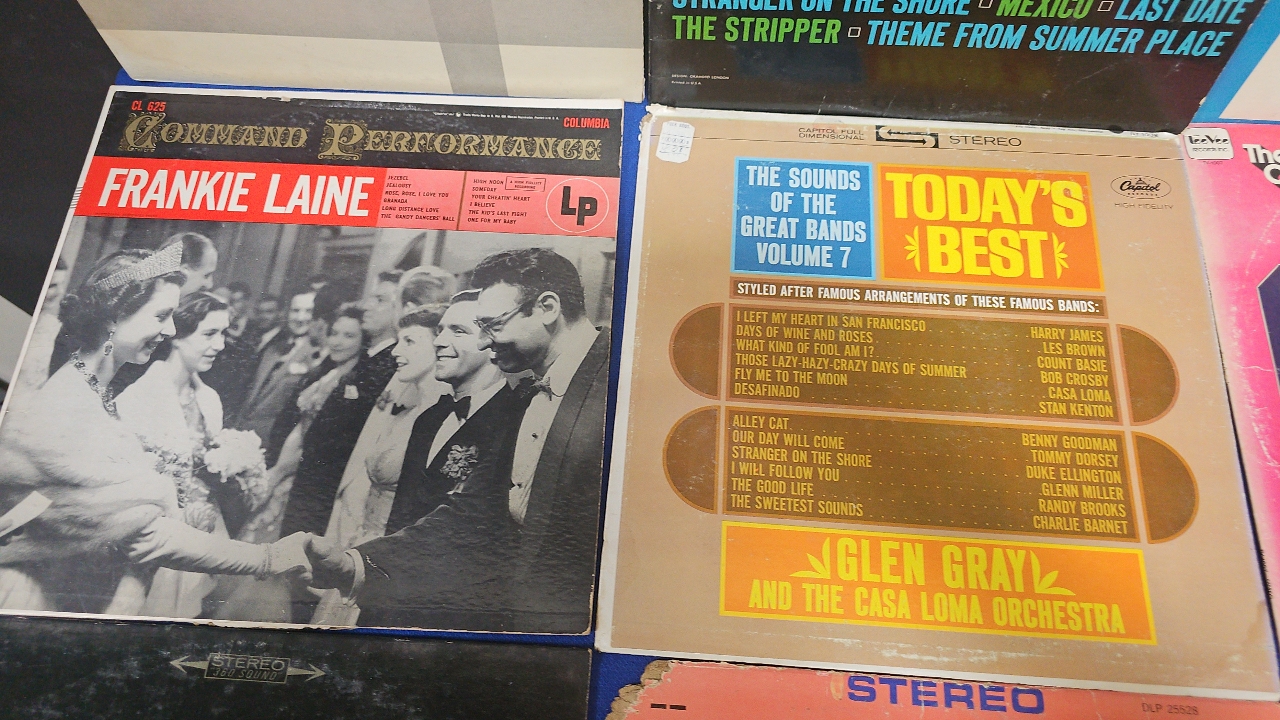 STRANGER ON THE SHORE □ MEXICO □ LAST DATE
THE STRIPPER □ THEME FROM SUMMER PLACE
CL 625
COLUMBIA
COMMAND PERFORMANCE
FRANKIE LAINE
JEZEBEL
JEALOUSY
ROSE, ROSE, I LOVE YOU
GRANADA
LONG DISTANCE LOVE
THE GANDY DANCERS' BALL
HIGH NOON
SOMEDAY
YOUR CHEATIN' HEART
I BELIEVE
THE KID'S LAST FIGHT
ONE FOR MY BABY
LP
STEREO
360 SOUND
CAPITOL FULL DIMENSIONAL STEREO
THE SOUNDS
OF THE
GREAT BANDS
VOLUME 7
TODAY'S
BEST
Capitol
HIGH FIDELITY
STYLED AFTER FAMOUS ARRANGEMENTS OF THESE FAMOUS BANDS:
I LEFT MY HEART IN SAN FRANCISCO HARRY JAMES
DAYS OF WINE AND ROSES LES BROWN
WHAT KIND OF FOOL AM I? COUNT BASIE
THOSE LAZY-HAZY-CRAZY DAYS OF SUMMER BOB CROSBY
FLY ME TO THE MOON CASA LOMA
DESAFINADO STAN KENTON
ALLEY CAT BENNY GOODMAN
OUR DAY WILL COME TOMMY DORSEY
STRANGER ON THE SHORE DUKE ELLINGTON
I WILL FOLLOW YOU GLENN MILLER
THE GOOD LIFE RANDY BROOKS
THE SWEETEST SOUNDS CHARLIE BARNET
GLEN GRAY
AND THE CASA LOMA ORCHESTRA
STEREO
DLP 25528
The